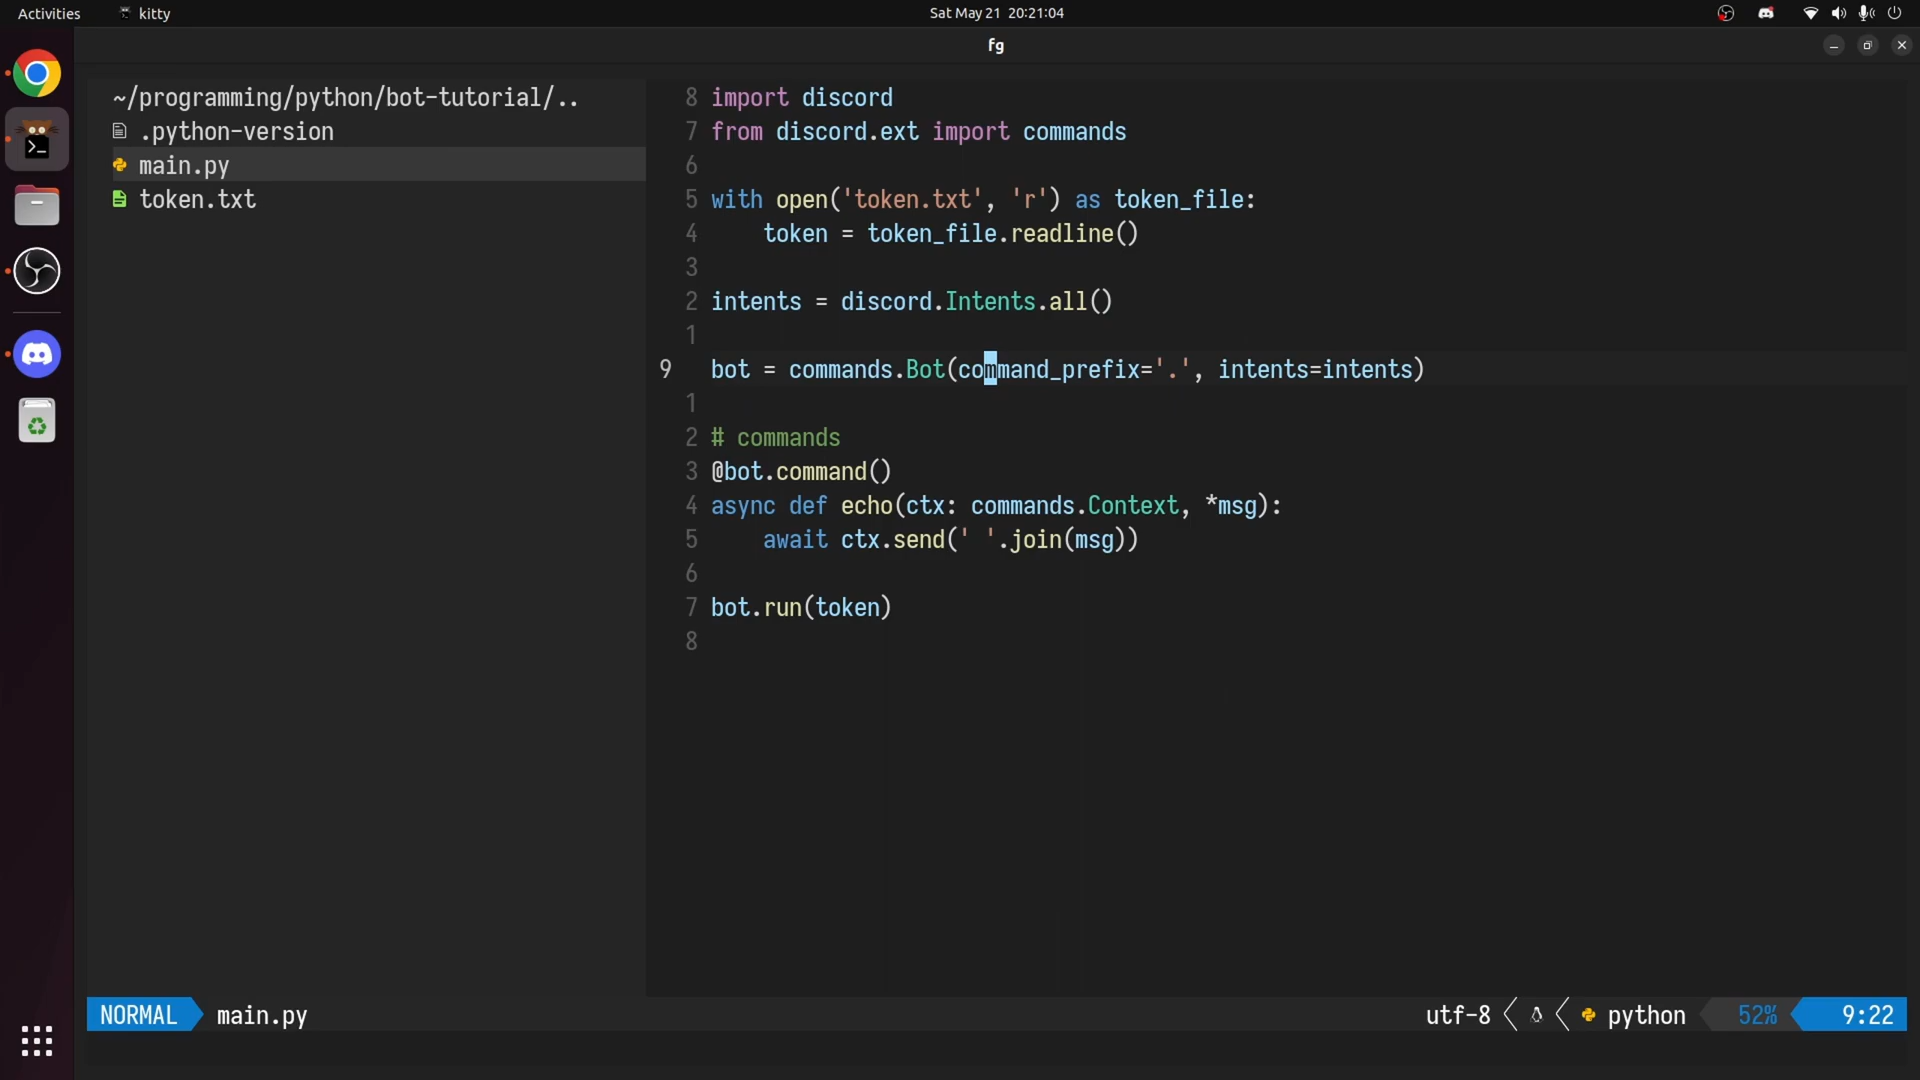 Activities
kitty
Sat May 21 20:21:04
fg
~/programming/python/bot-tutorial/..
.python-version
main.py
token.txt
8 import discord
7 from discord.ext import commands
6
5 with open('token.txt', 'r') as token_file:
4     token = token_file.readline()
3
2 intents = discord.Intents.all()
1
9 bot = commands.Bot(command_prefix='.', intents=intents)
1
2 # commands
3 @bot.command()
4 async def echo(ctx: commands.Context, *msg):
5     await ctx.send(' '.join(msg))
6
7 bot.run(token)
8
NORMAL main.py
utf-8 python 52% 9:22